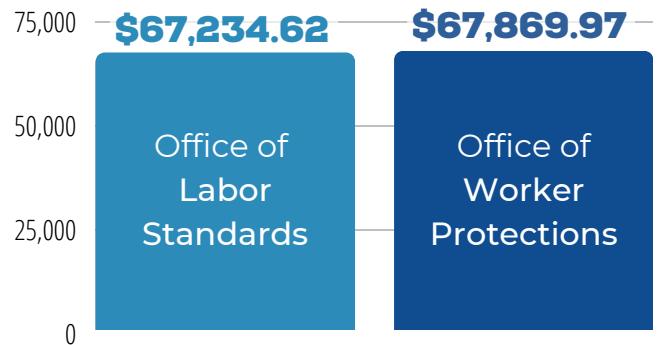 75,000
$67,234.62
$67,869.97
50,000
Office of
Labor
Standards
Office of
Worker
Protections
25,000
0